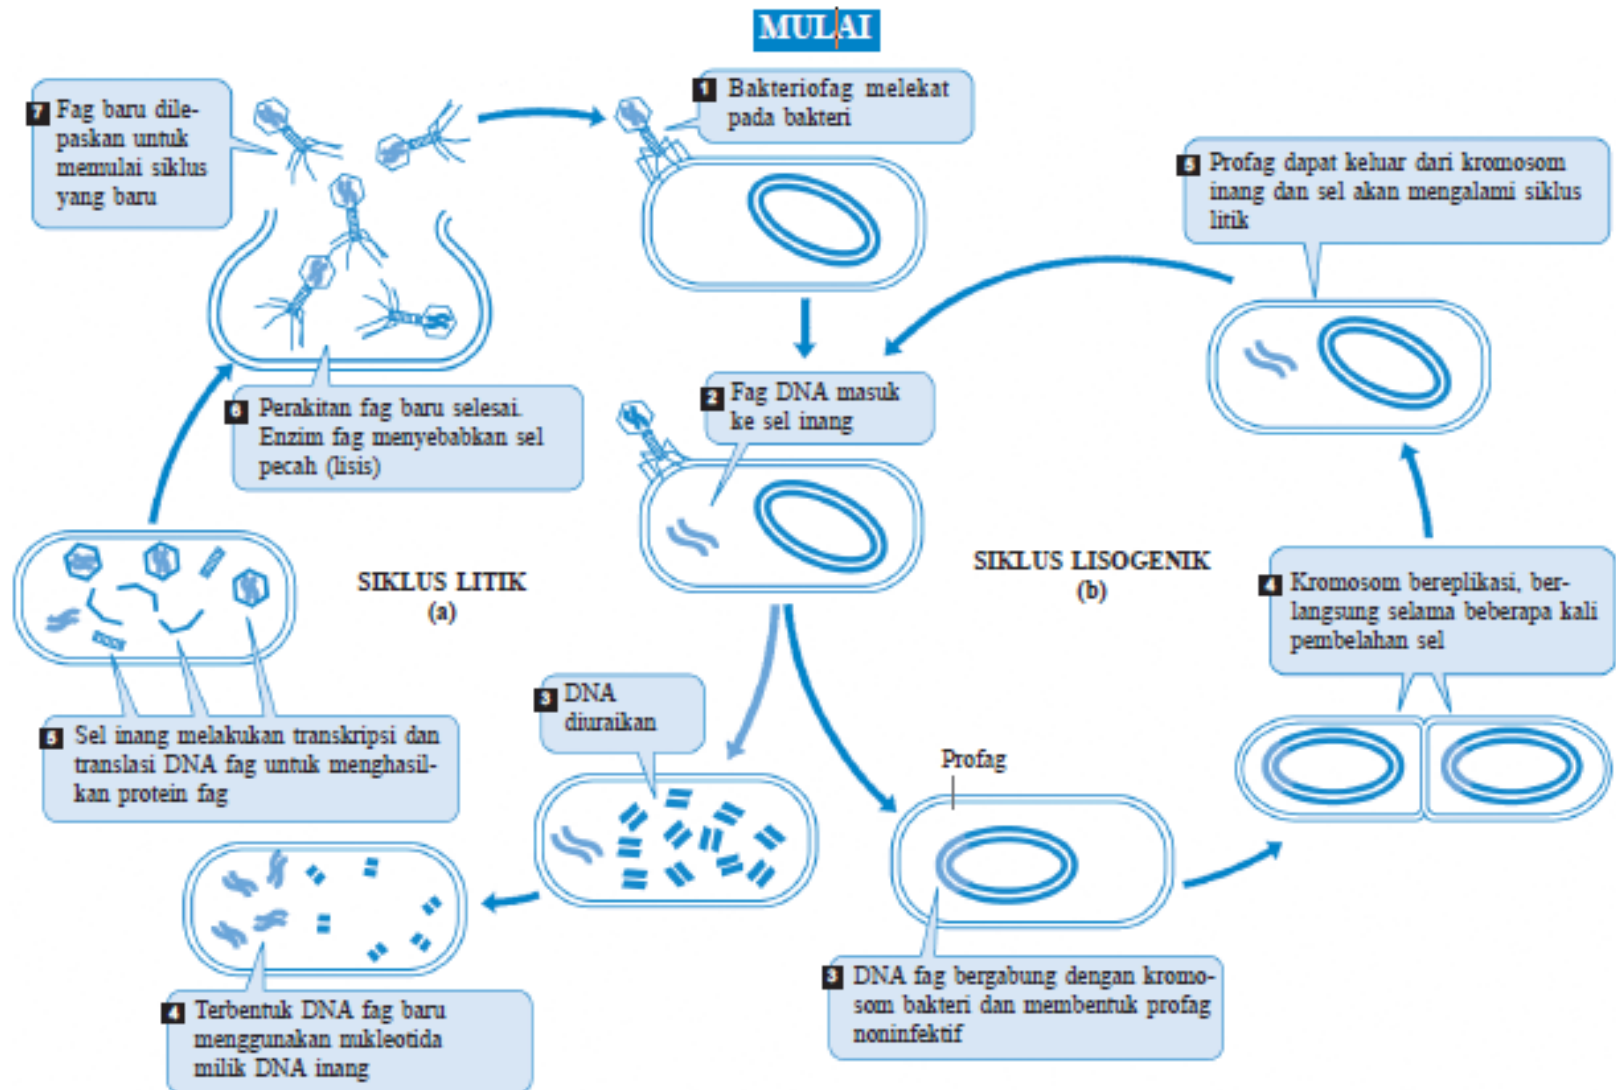 MULAI
1 Bakteriofag melekat
pada bakteri
2 Fag DNA masuk
ke sel inang
SIKLUS LITIK
(a)
3 DNA
diuraikan
4 Terbentuk DNA fag baru
menggunakan nukleotida
milik DNA inang
5 Sel inang melakukan transkripsi dan
translasi DNA fag untuk menghasil-
kan protein fag
6 Perakitan fag baru selesai.
Enzim fag menyebabkan sel
pecah (lisis)
7 Fag baru dile-
paskan untuk
memulai siklus
yang baru
SIKLUS LISOGENIK
(b)
Profag
3 DNA fag bergabung dengan kromo-
som bakteri dan membentuk profag
noninfektif
4 Kromosom bereplikasi, ber-
langsung selama beberapa kali
pembelahan sel
5 Profag dapat keluar dari kromosom
inang dan sel akan mengalami siklus
litik